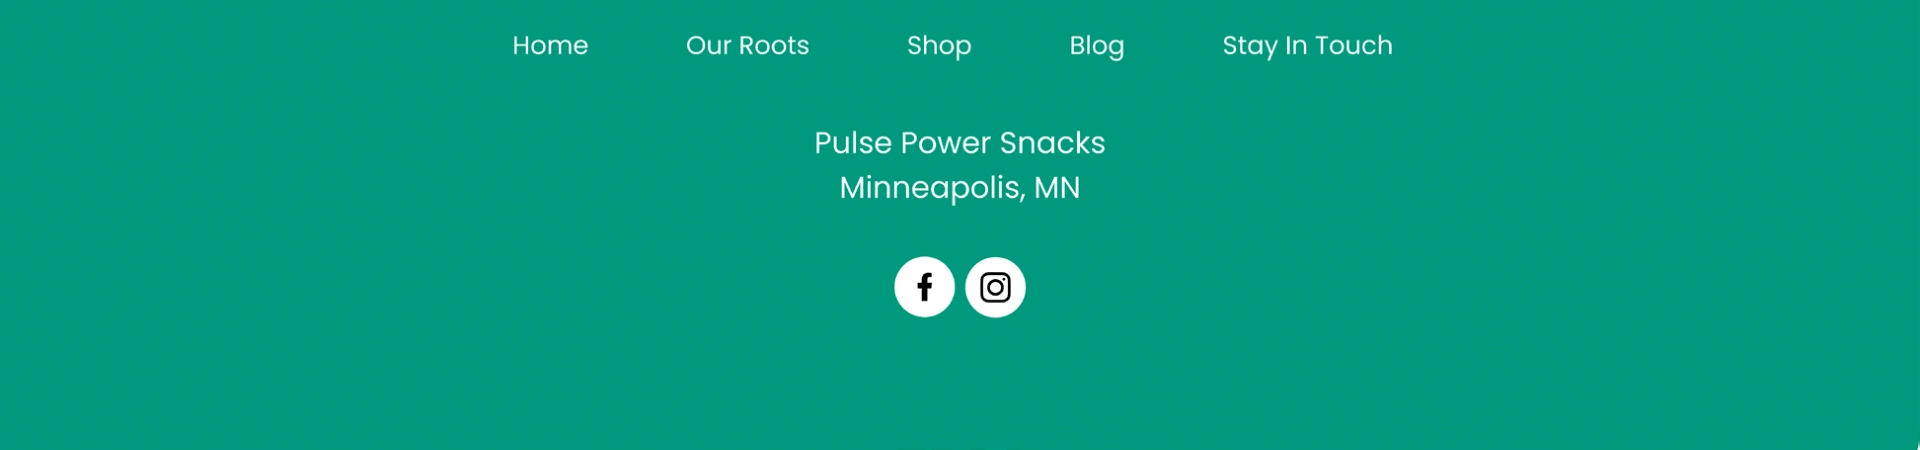 Home Our Roots Shop Blog Stay In Touch
Pulse Power Snacks
Minneapolis, MN